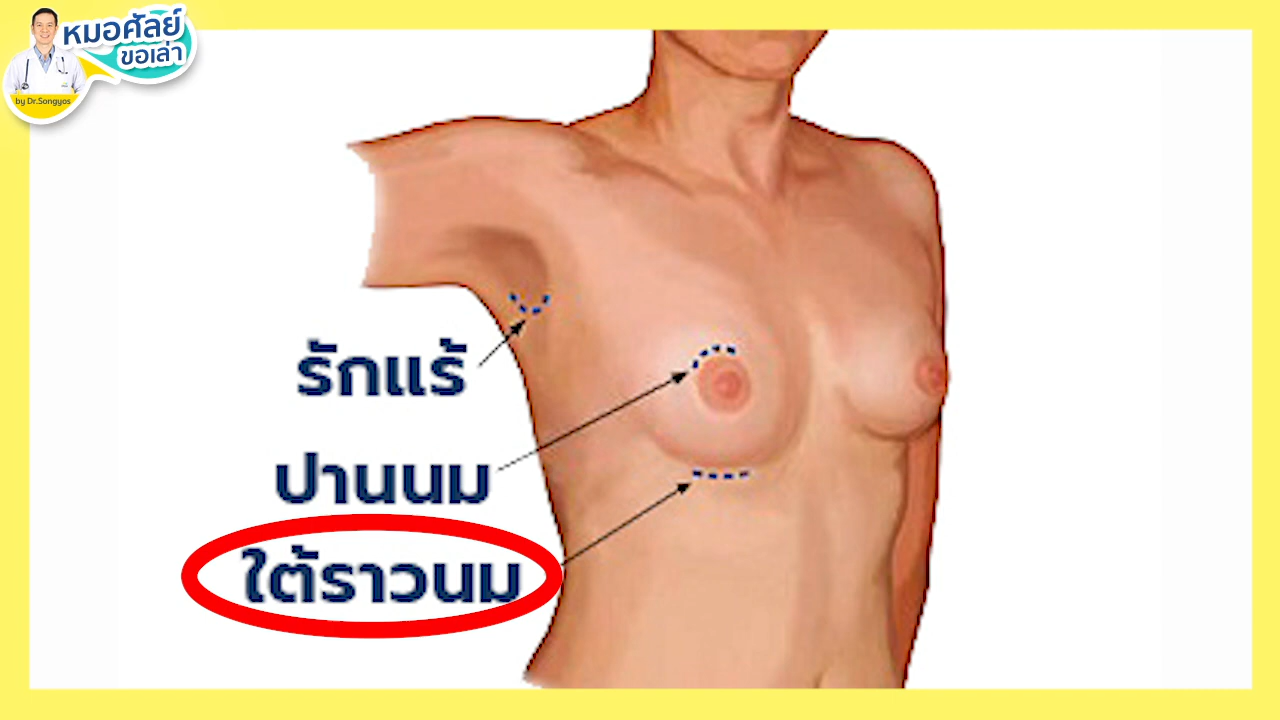 หมอศัลย์
ขอเล่า
by Dr.Songyos
รักแร้
ปานนม
ใต้ราวนม